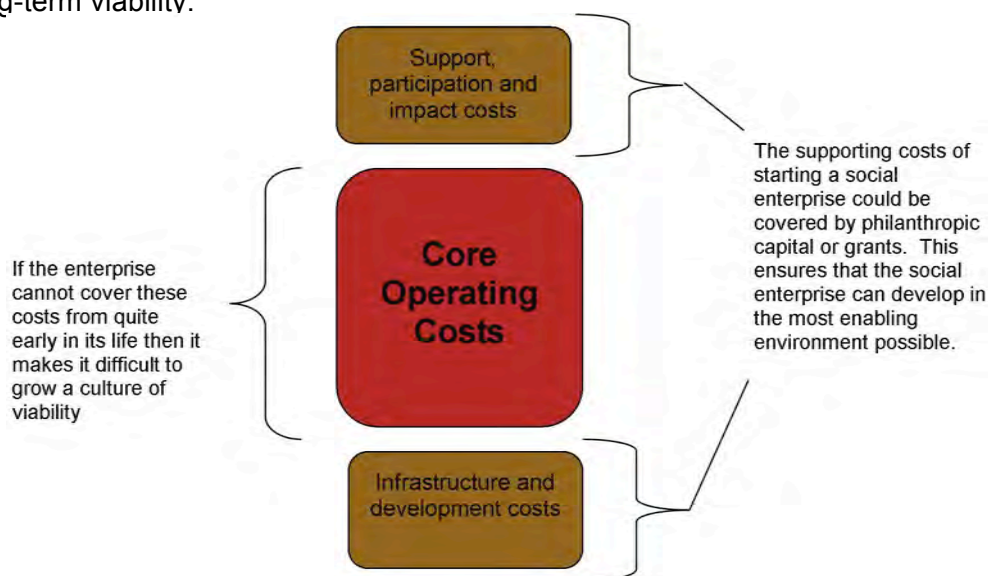 g-term viability.
Support,
participation and
impact costs
The supporting costs of
starting a social
enterprise could be
covered by philanthropic
capital or grants.  This
ensures that the social
enterprise can develop in
the most enabling
environment possible.
Core
Operating
Costs
If the enterprise
cannot cover these
costs from quite
early in its life then it
makes it difficult to
grow a culture of
viability
Infrastructure and
development costs